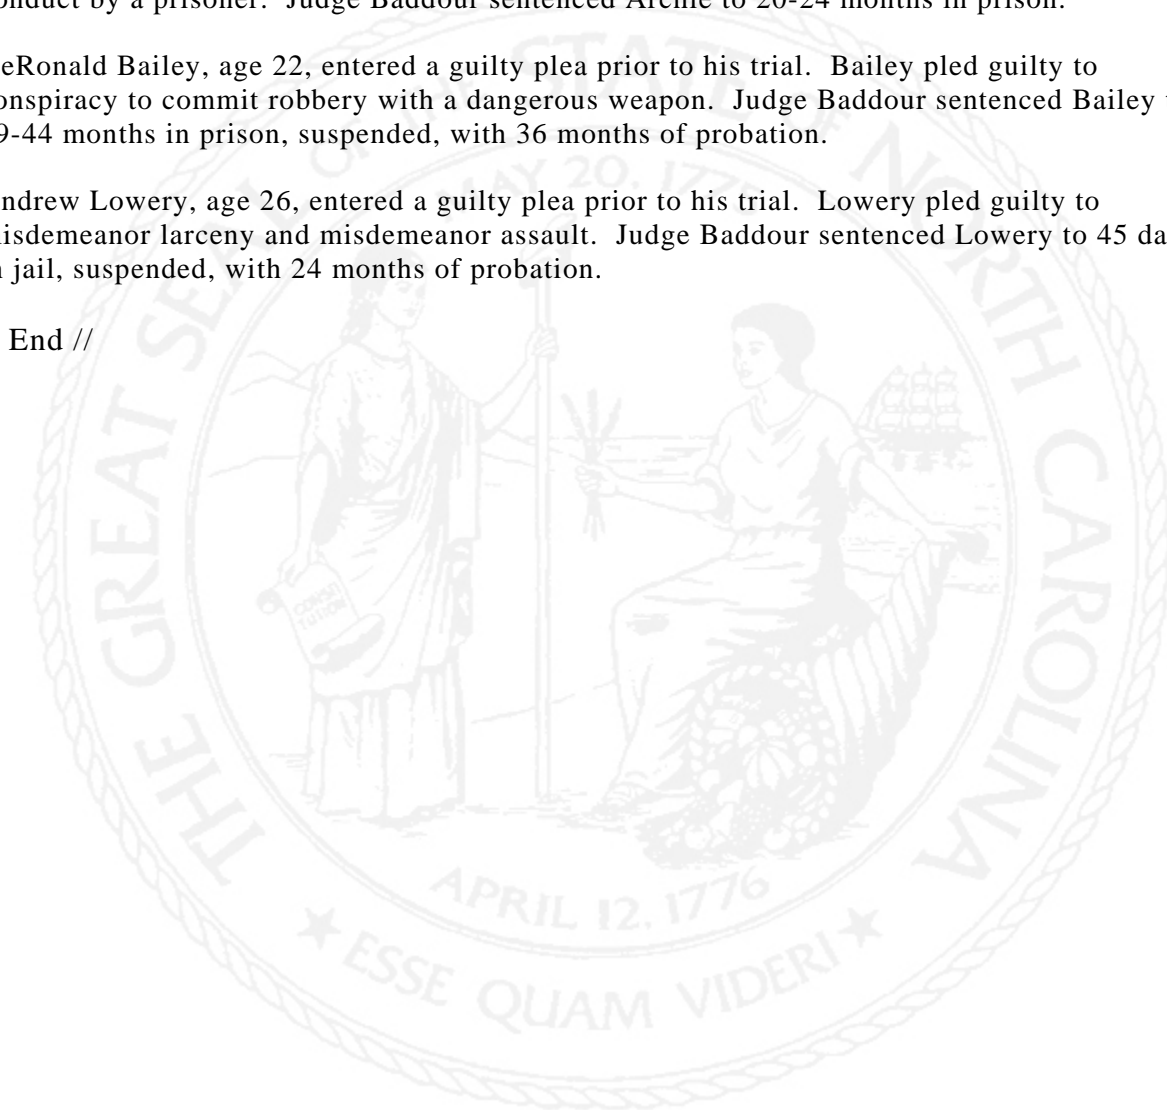 onduct by a prisoner. Judge Baddour sentenced Archie to 20-24 months in prison.
eRonald Bailey, age 22, entered a guilty plea prior to his trial. Bailey pled guilty to
onspiracy to commit robbery with a dangerous weapon. Judge Baddour sentenced Bailey
9-44 months in prison, suspended, with 36 months of probation.
ndrew Lowery, age 26, entered a guilty plea prior to his trial. Lowery pled guilty to
isdemeanor larceny and misdemeanor assault. Judge Baddour sentenced Lowery to 45 da
n jail, suspended, with 24 months of probation.
End //
THE GREAT SEAL OF THE STATE OF NORTH CAROLINA
MAY 20, 1775
CONSTI
TUTION
APRIL 12, 1776
★ ESSE QUAM VIDERI ★